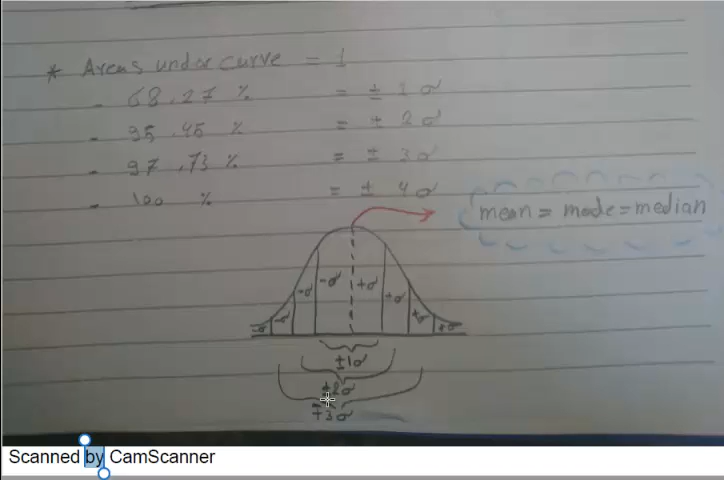 * Areas under curve = 1
- 68.27 % = ± 1σ
- 95.45 % = ± 2σ
- 97.73 % = ± 3σ
- 100 % = ± 4σ
mean = mode = median
-σ -σ -σ -σ +σ +σ +σ +σ
±1σ
±2σ
∓3σ
Scanned by CamScanner